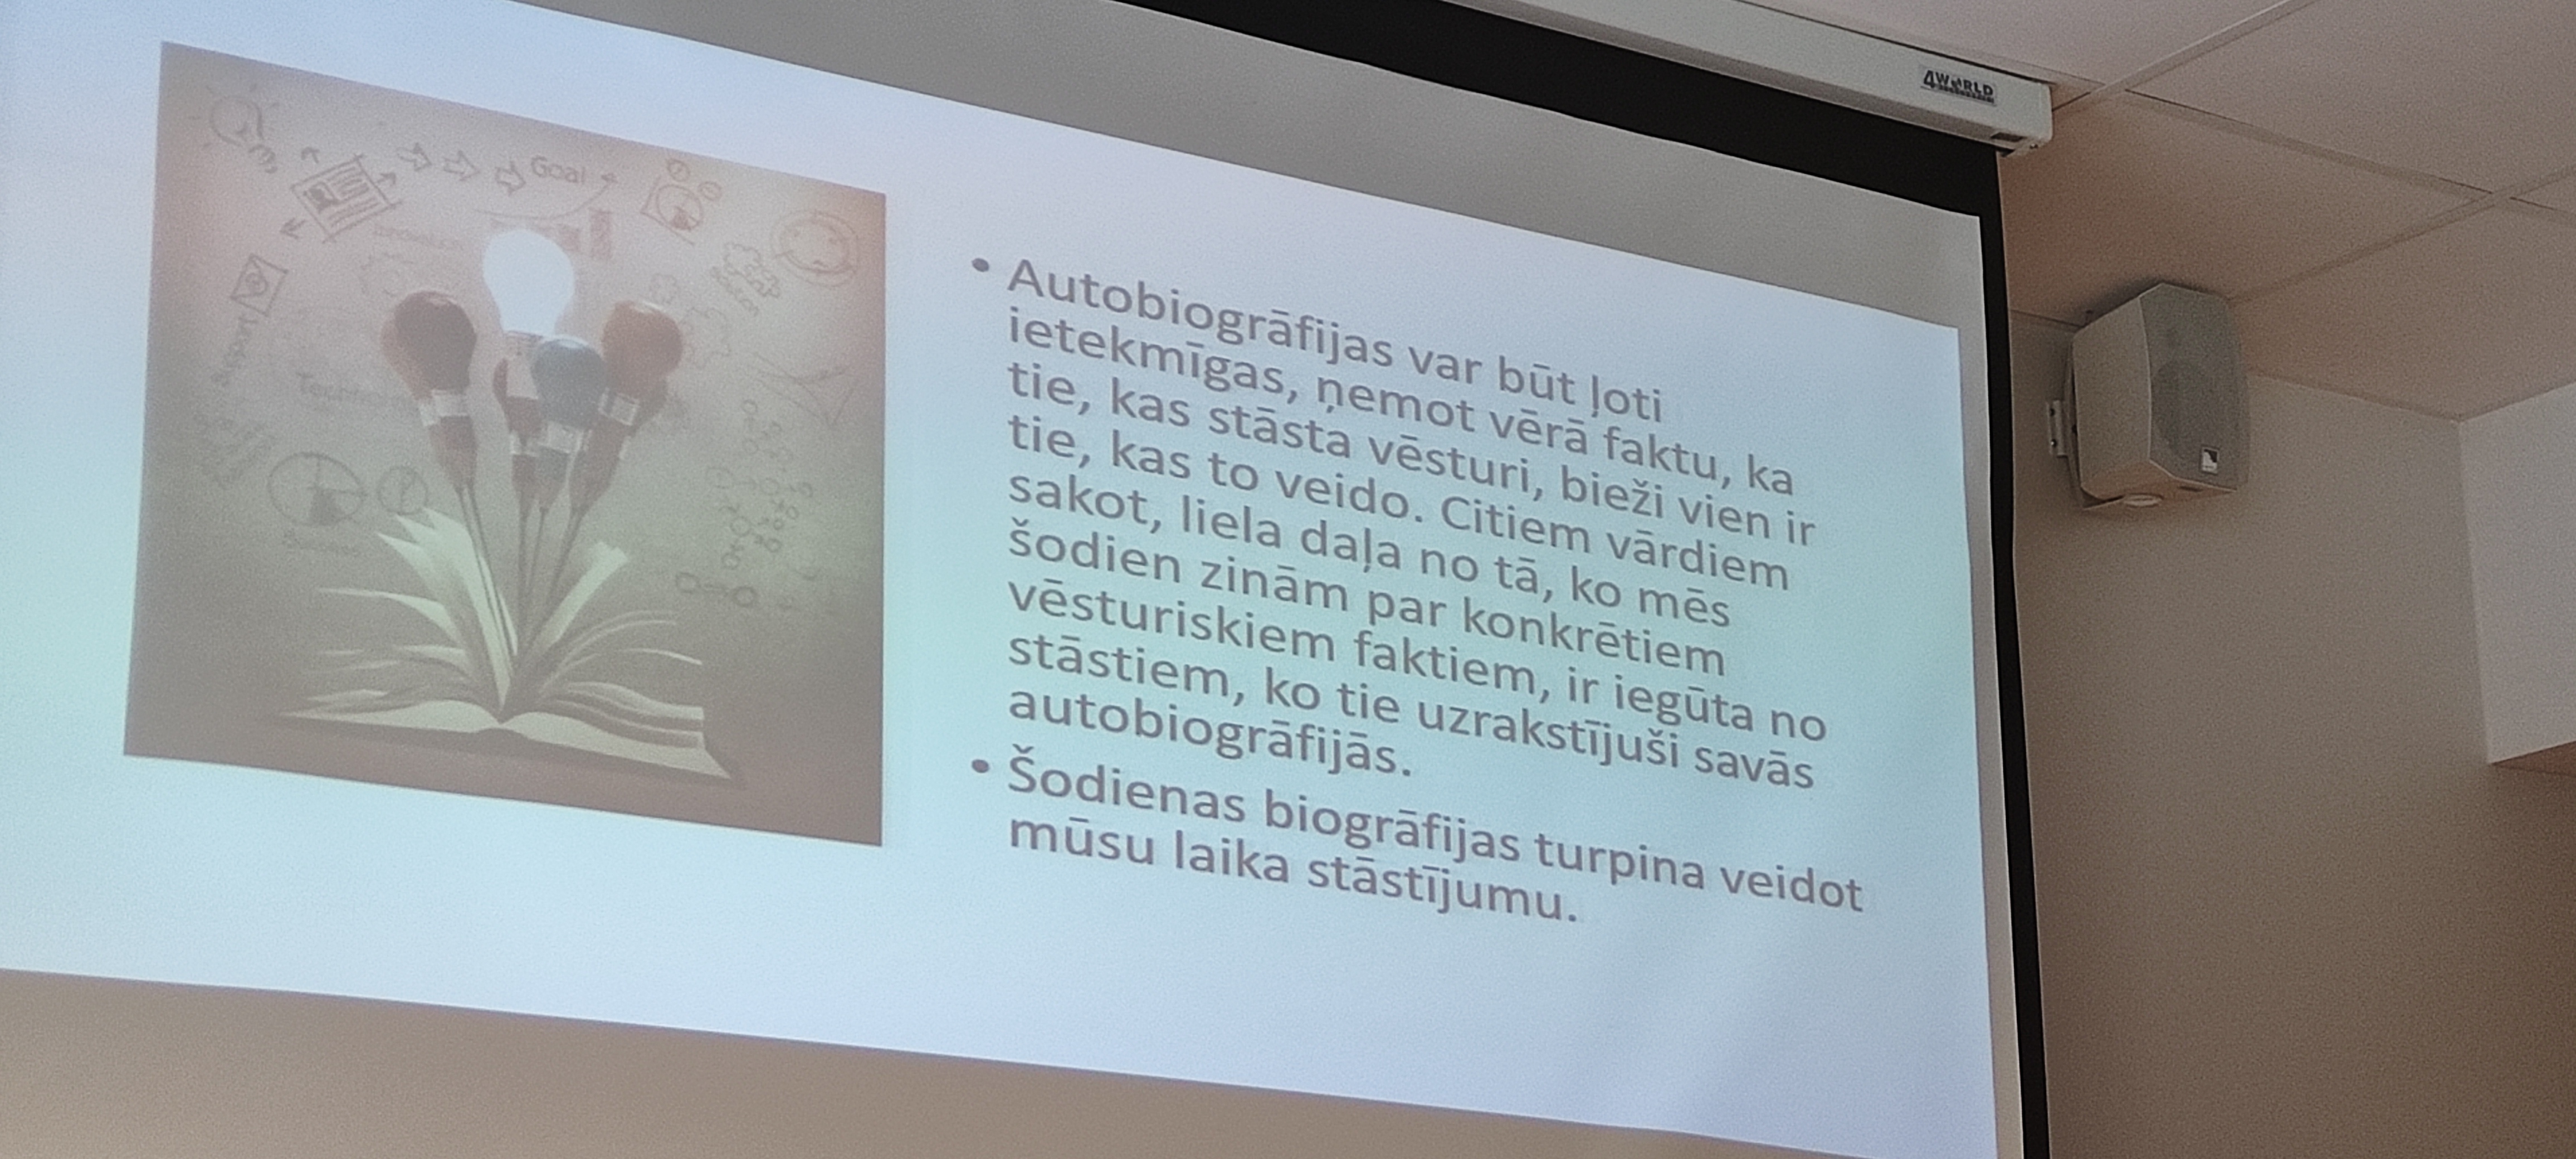 4WORLD
Goal
Support
• Autobiogrāfijas var būt ļoti
ietekmīgas, ņemot vērā faktu, ka
tie, kas stāsta vēsturi, bieži vien ir
tie, kas to veido. Citiem vārdiem
sakot, liela daļa no tā, ko mēs
šodien zinām par konkrētiem
vēsturiskiem faktiem, ir iegūta no
stāstiem, ko tie uzrakstījuši savās
autobiogrāfijās.
• Šodienas biogrāfijas turpina veidot
mūsu laika stāstījumu.